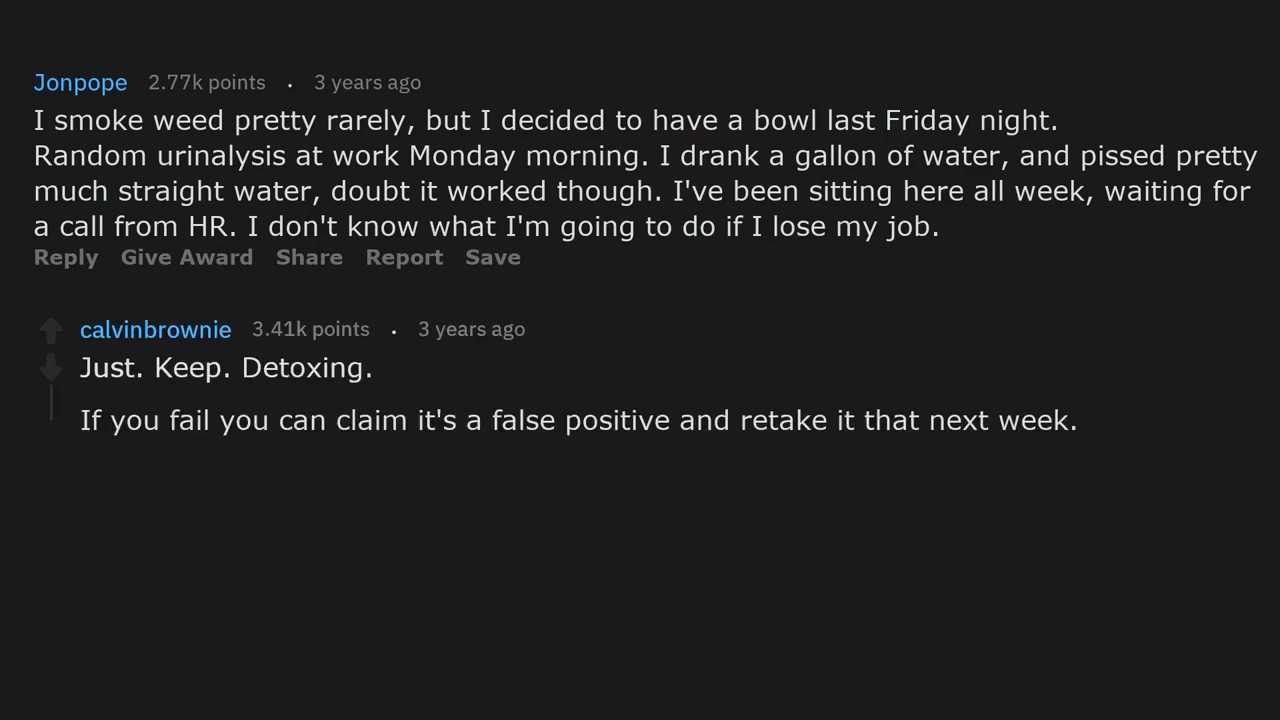 Jonpope 2.77k points . 3 years ago
I smoke weed pretty rarely, but I decided to have a bowl last Friday night.
Random urinalysis at work Monday morning. I drank a gallon of water, and pissed pretty
much straight water, doubt it worked though. I've been sitting here all week, waiting for
a call from HR. I don't know what I'm going to do if I lose my job.
Reply Give Award Share Report Save
calvinbrownie 3.41k points . 3 years ago
Just. Keep. Detoxing.
If you fail you can claim it's a false positive and retake it that next week.